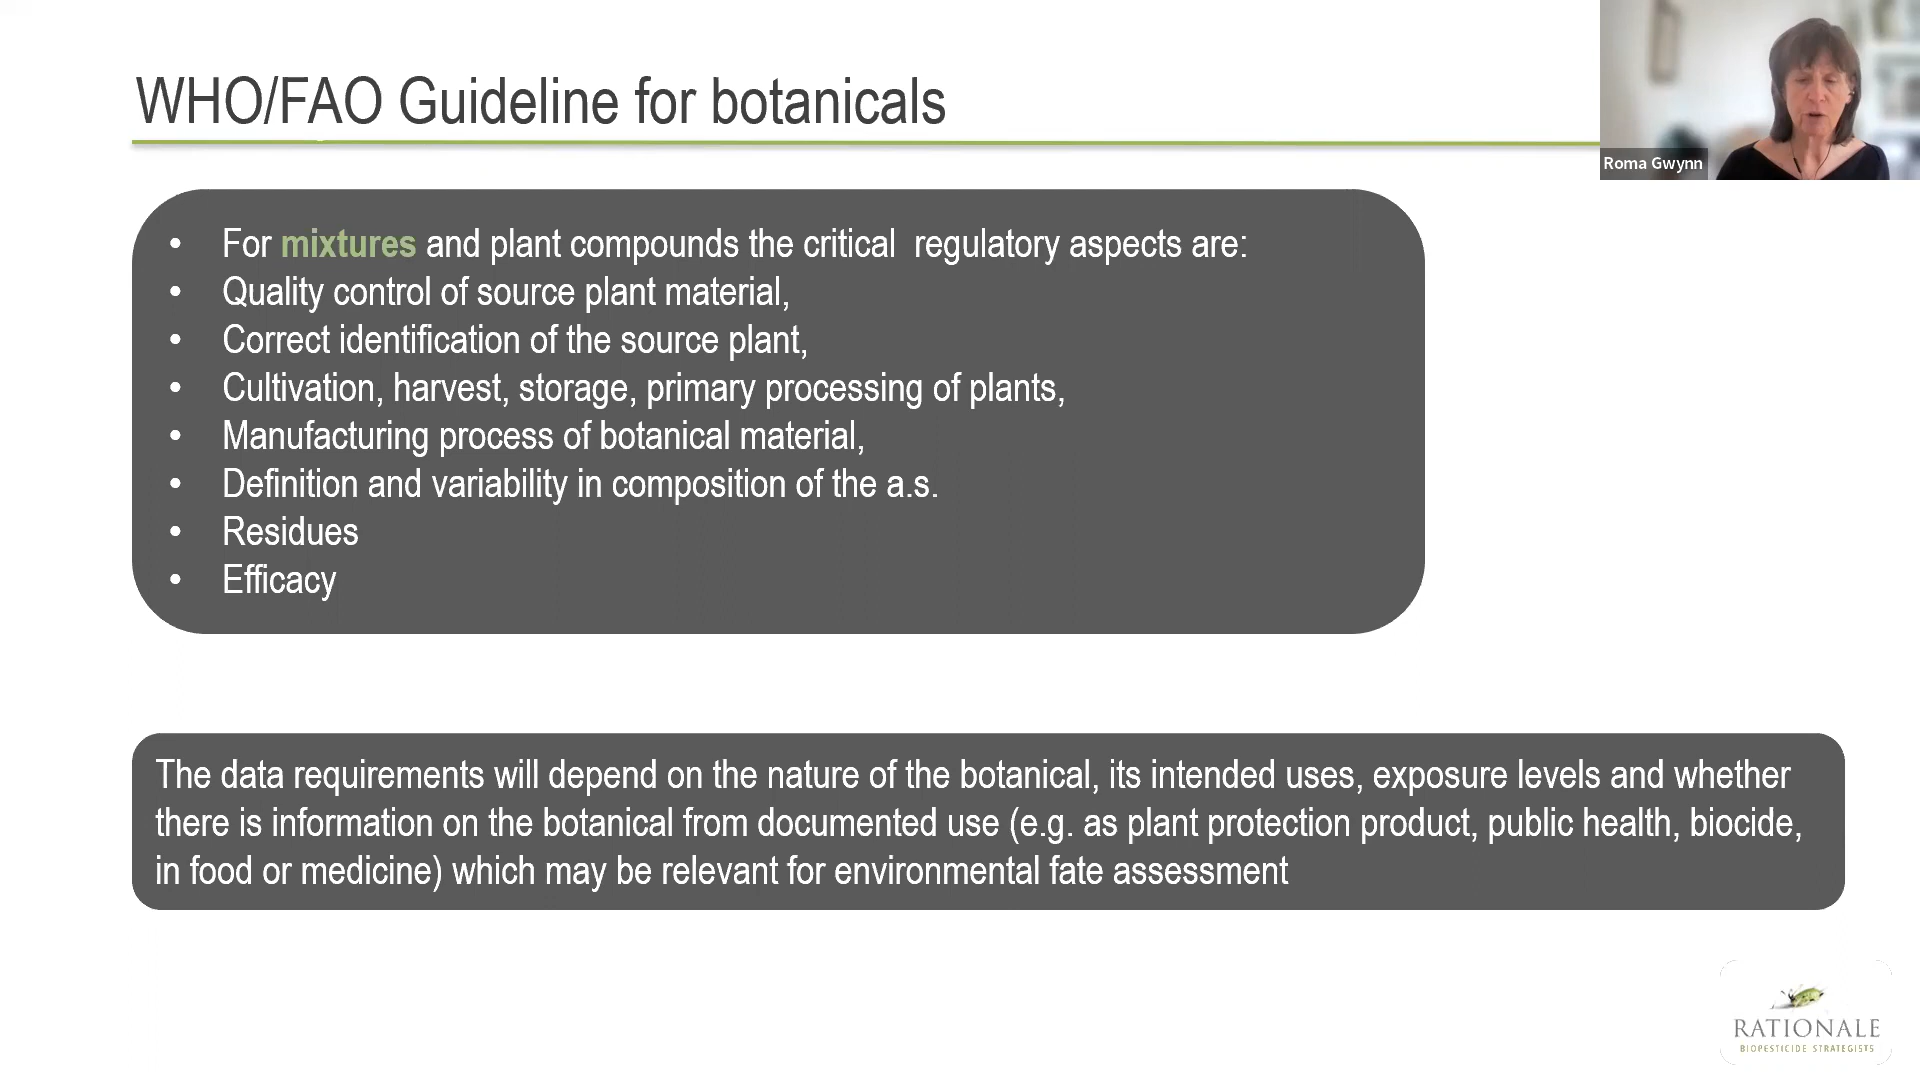 WHO/FAO Guideline for botanicals
Roma Gwynn
• For mixtures and plant compounds the critical  regulatory aspects are:
• Quality control of source plant material,
• Correct identification of the source plant,
• Cultivation, harvest, storage, primary processing of plants,
• Manufacturing process of botanical material,
• Definition and variability in composition of the a.s.
• Residues
• Efficacy
The data requirements will depend on the nature of the botanical, its intended uses, exposure levels and whether
there is information on the botanical from documented use (e.g. as plant protection product, public health, biocide,
in food or medicine) which may be relevant for environmental fate assessment
RATIONALE
BIOPESTICIDE STRATEGISTS